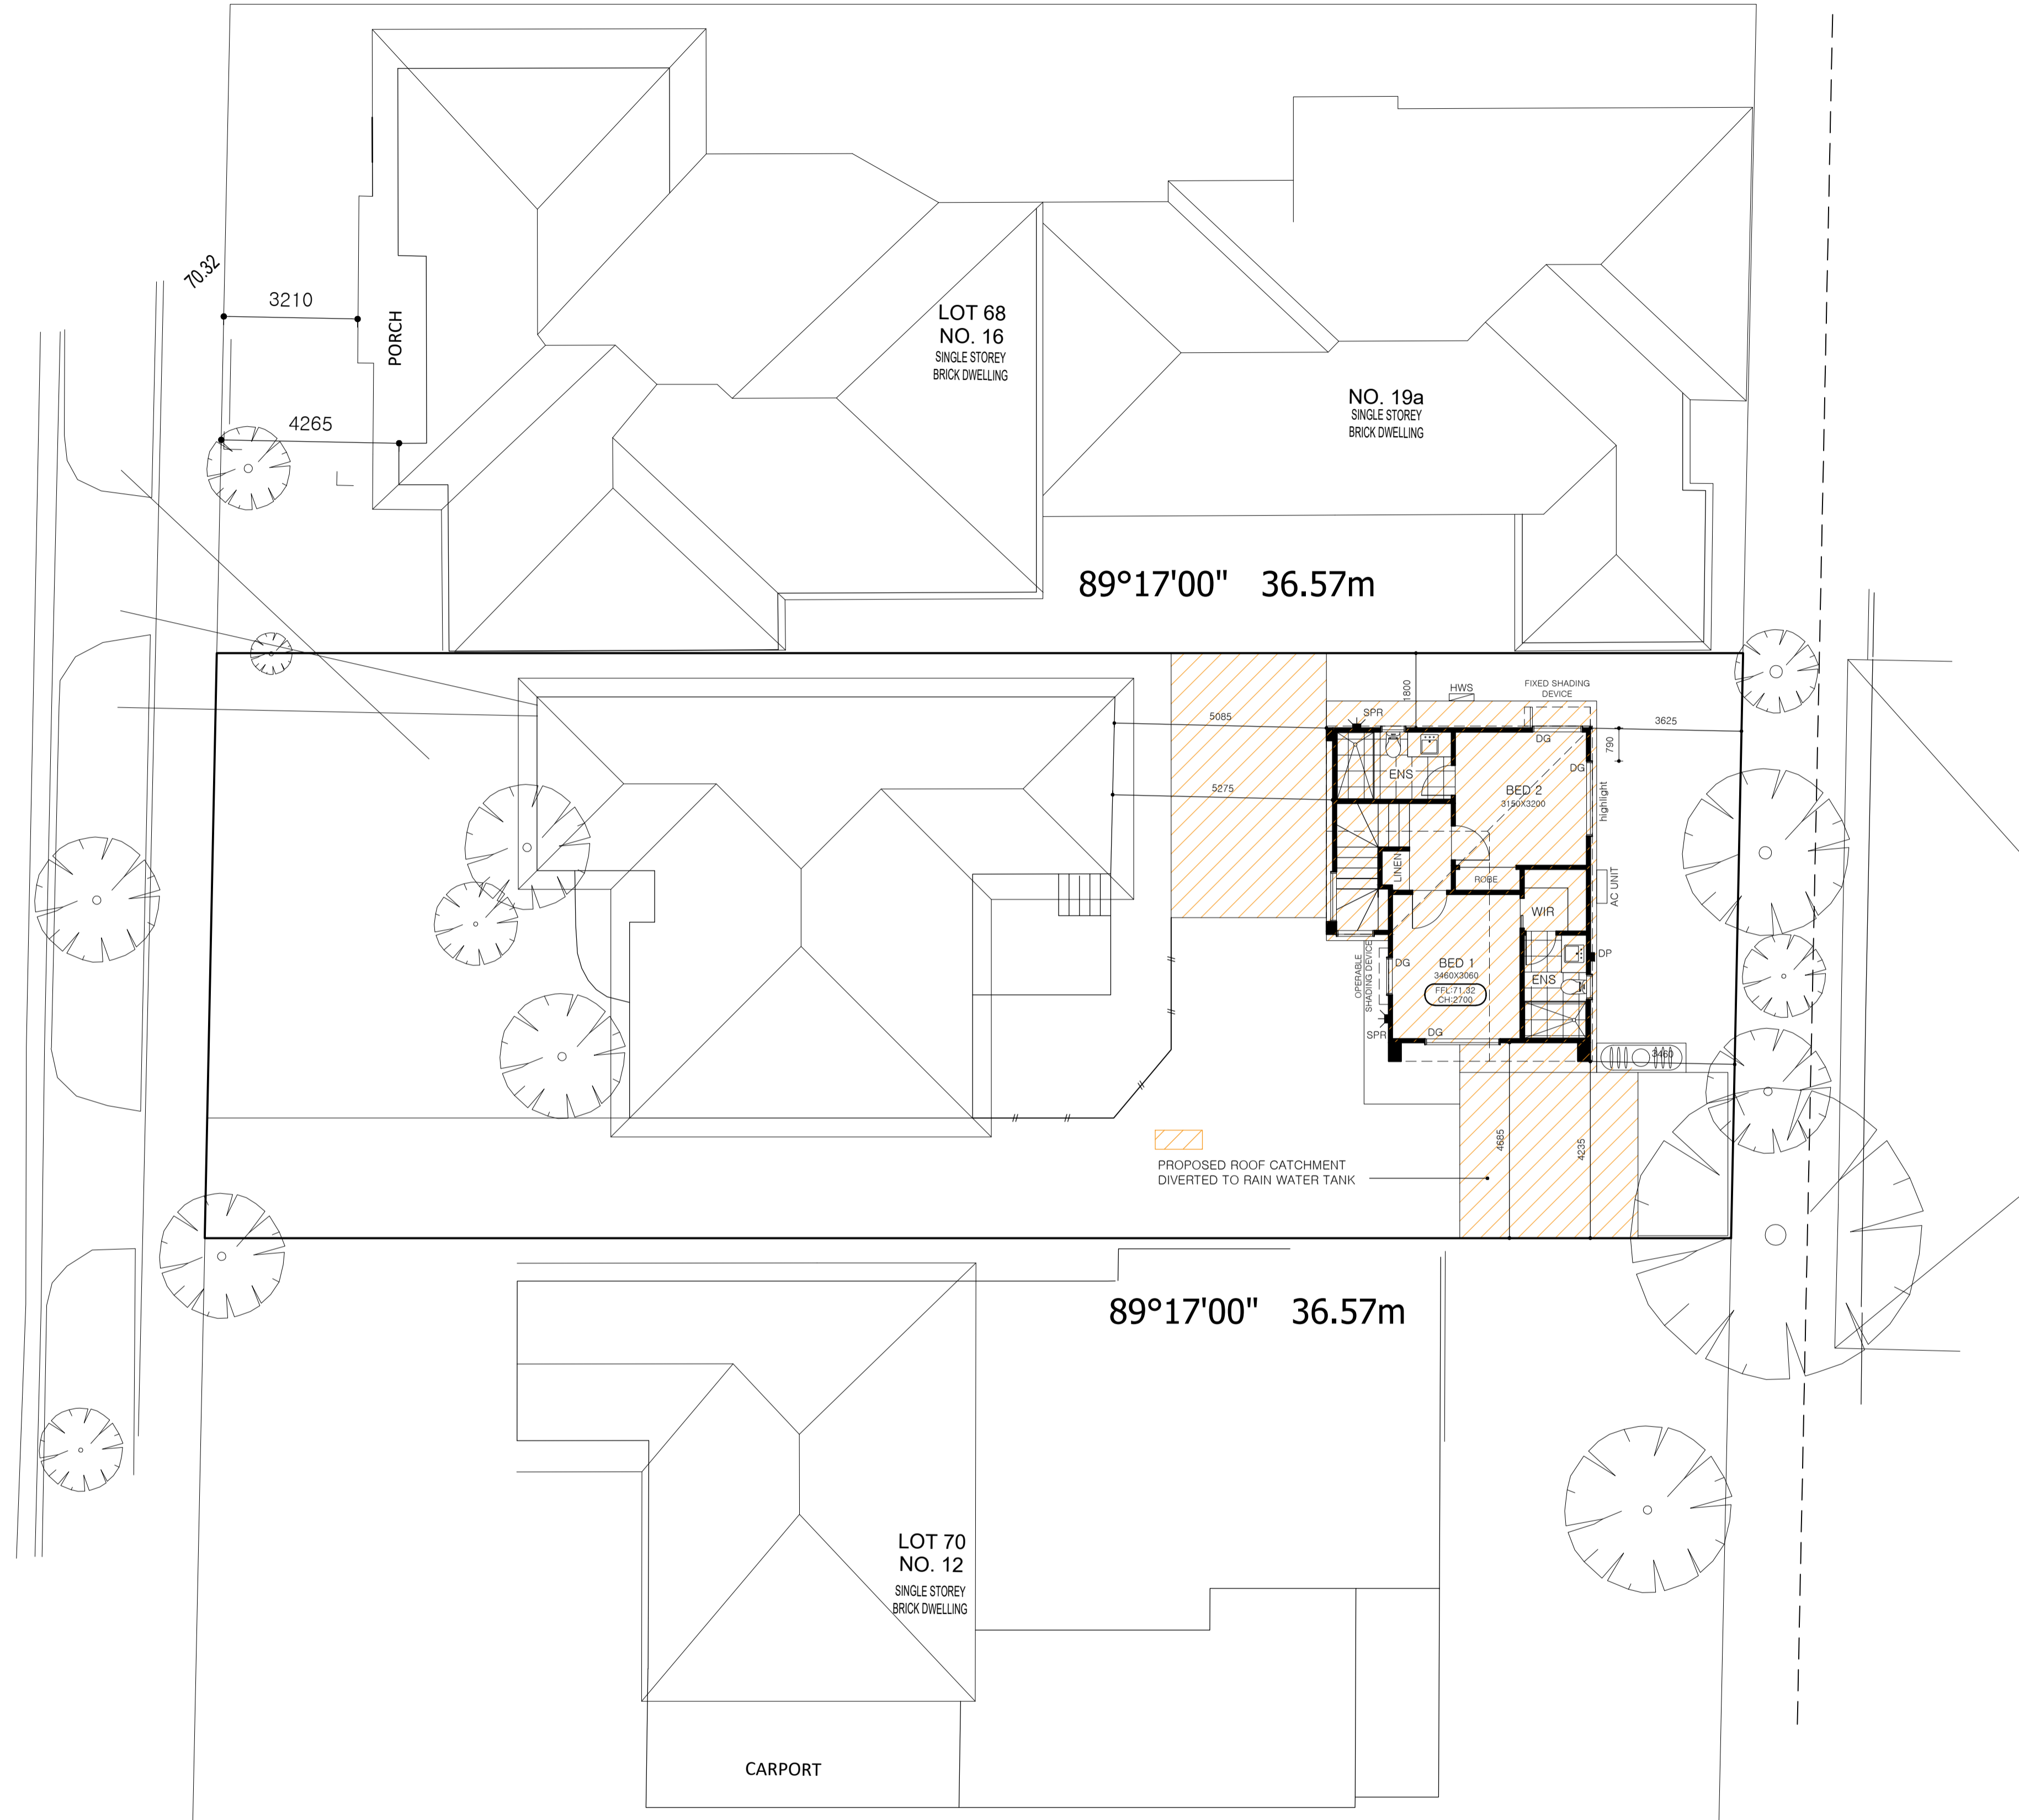 70.32
3210
PORCH
4265
LOT 68
NO. 16
SINGLE STOREY
BRICK DWELLING
NO. 19a
SINGLE STOREY
BRICK DWELLING
89°17'00" 36.57m
FIXED SHADING
DEVICE
HWS
1800
SPR
5085
3625
790
DG
DG
ENS
BED 2
3150X3200
highlight
5275
LINEN
ROBE
AC UNIT
WIR
OPERABLE
SHADING DEVICE
DG
BED 1
3460X3060
FFL:71.32
CH:2700
ENS
DP
SPR
DG
3460
4685
4235
PROPOSED ROOF CATCHMENT
DIVERTED TO RAIN WATER TANK
89°17'00" 36.57m
LOT 70
NO. 12
SINGLE STOREY
BRICK DWELLING
CARPORT